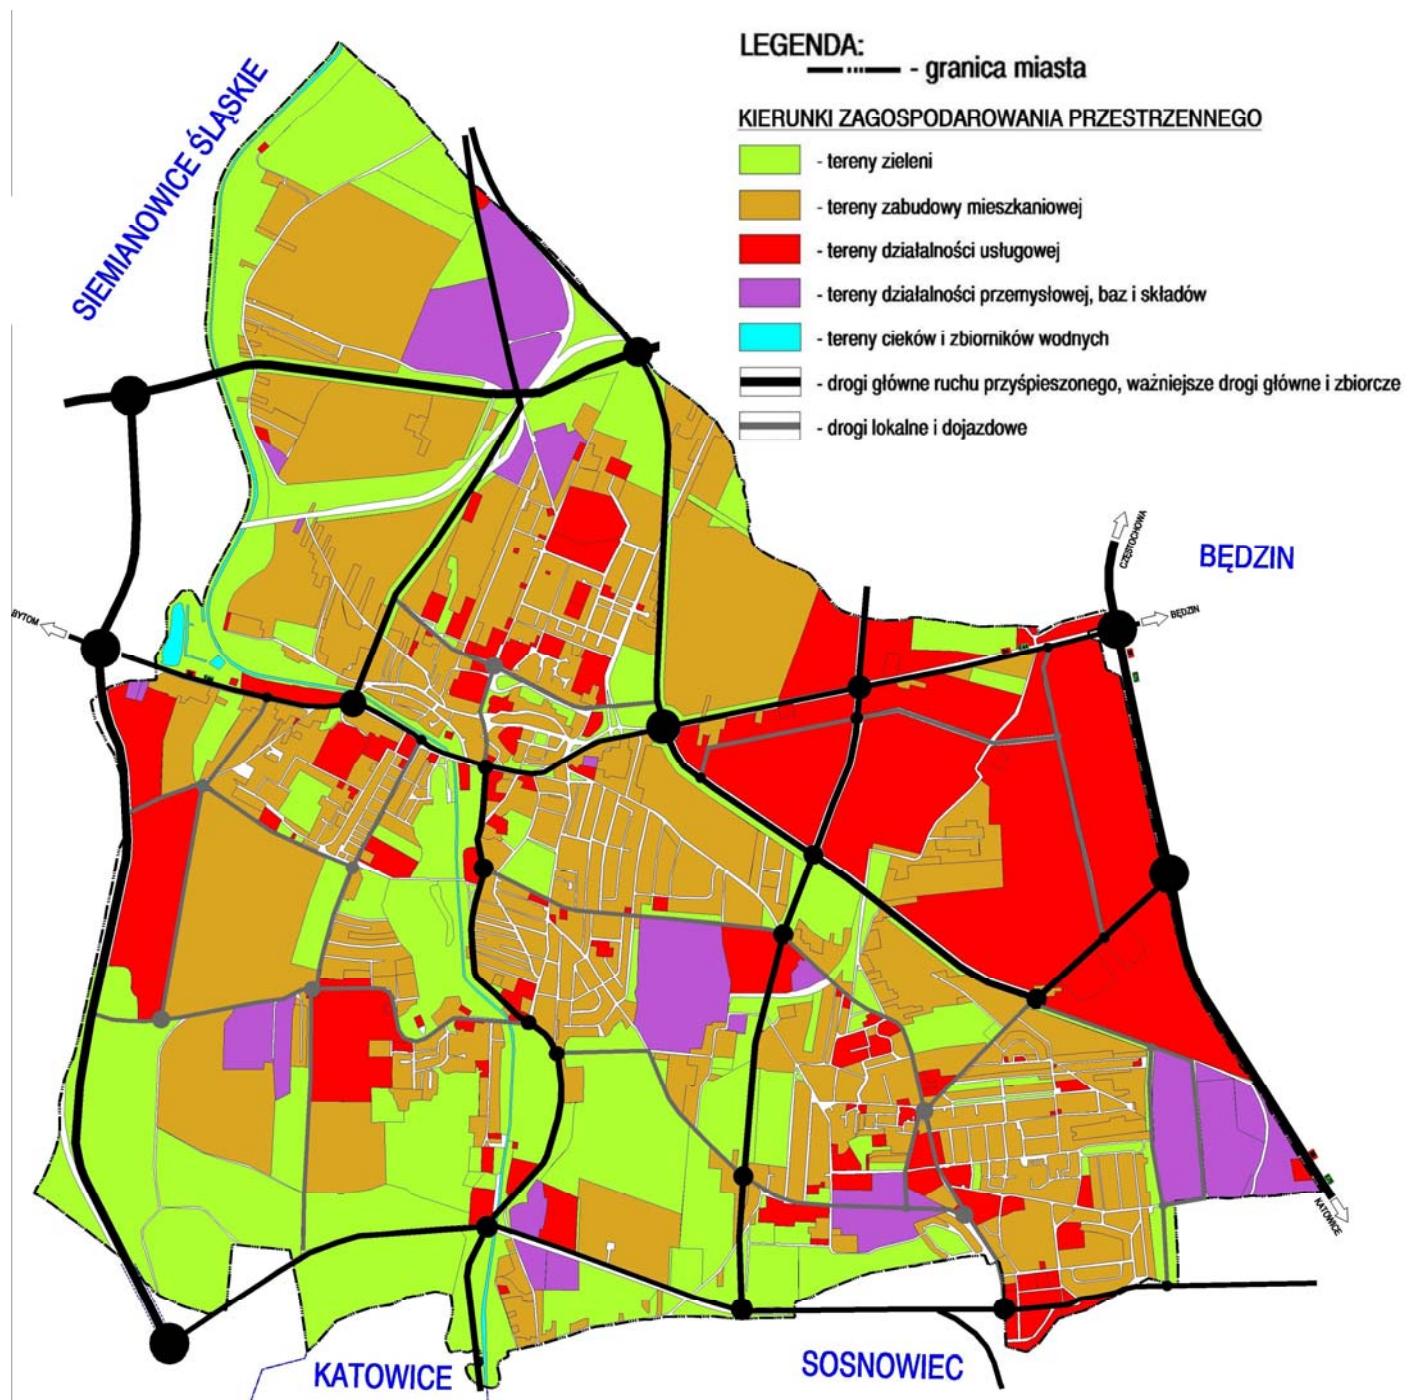 LEGENDA:
- granica miasta
KIERUNKI ZAGOSPODAROWANIA PRZESTRZENNEGO
- tereny zieleni
- tereny zabudowy mieszkaniowej
- tereny działalności usługowej
- tereny działalności przemysłowej, baz i składów
- tereny cieków i zbiorników wodnych
- drogi główne ruchu przyśpieszonego, ważniejsze drogi główne i zbiorcze
- drogi lokalne i dojazdowe
SIEMIANOWICE ŚLĄSKIE
CZĘSTOCHOWA
BĘDZIN
BĘDZIN
BYTOM
KATOWICE
KATOWICE
SOSNOWIEC